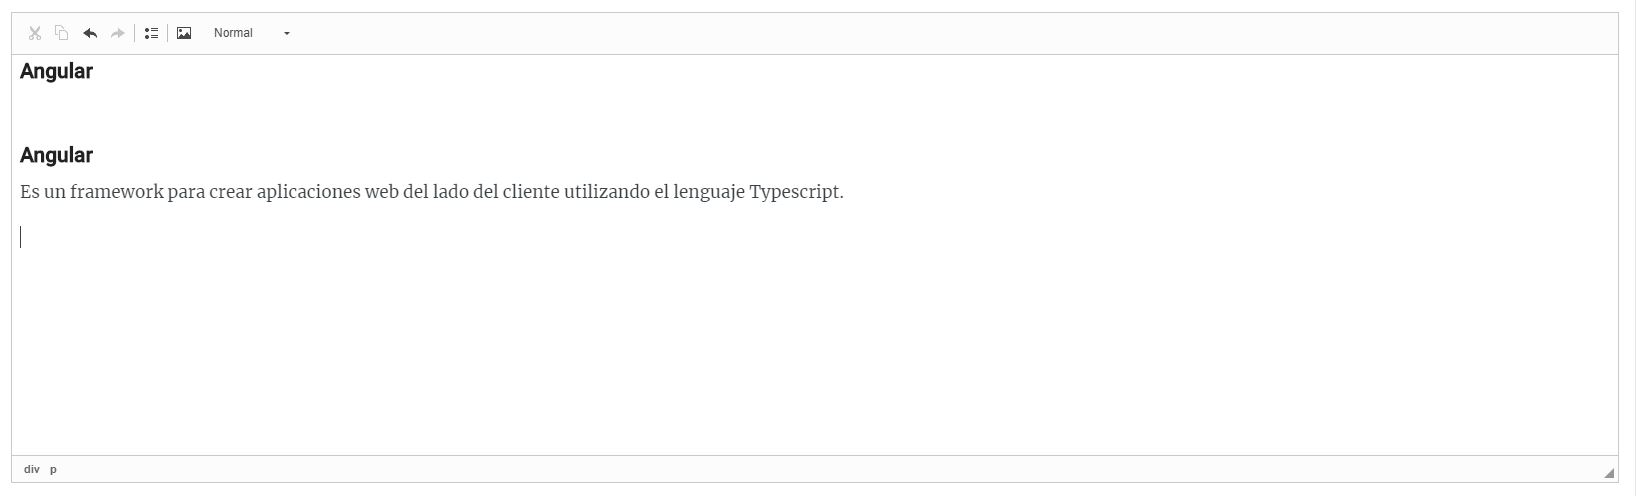 Normal
Angular
Angular
Es un framework para crear aplicaciones web del lado del cliente utilizando el lenguaje Typescript.
div p